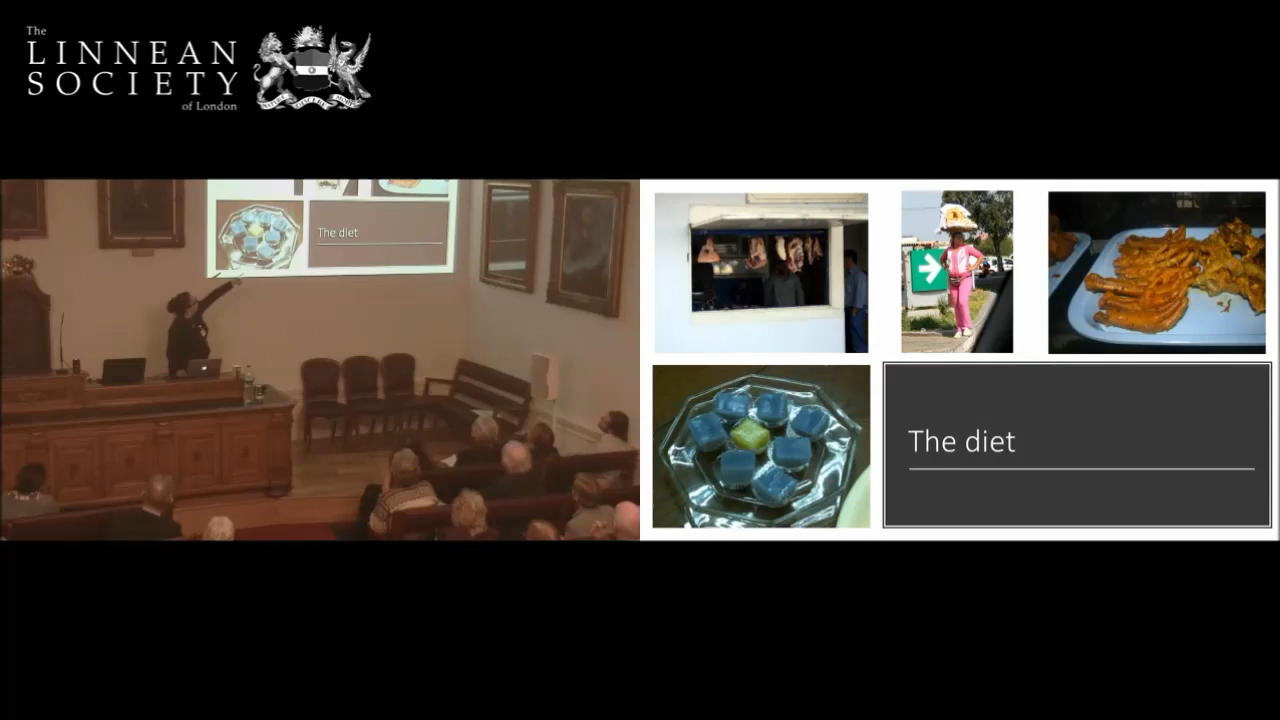 The
LINNEAN
SOCIETY
of London
The diet
The diet